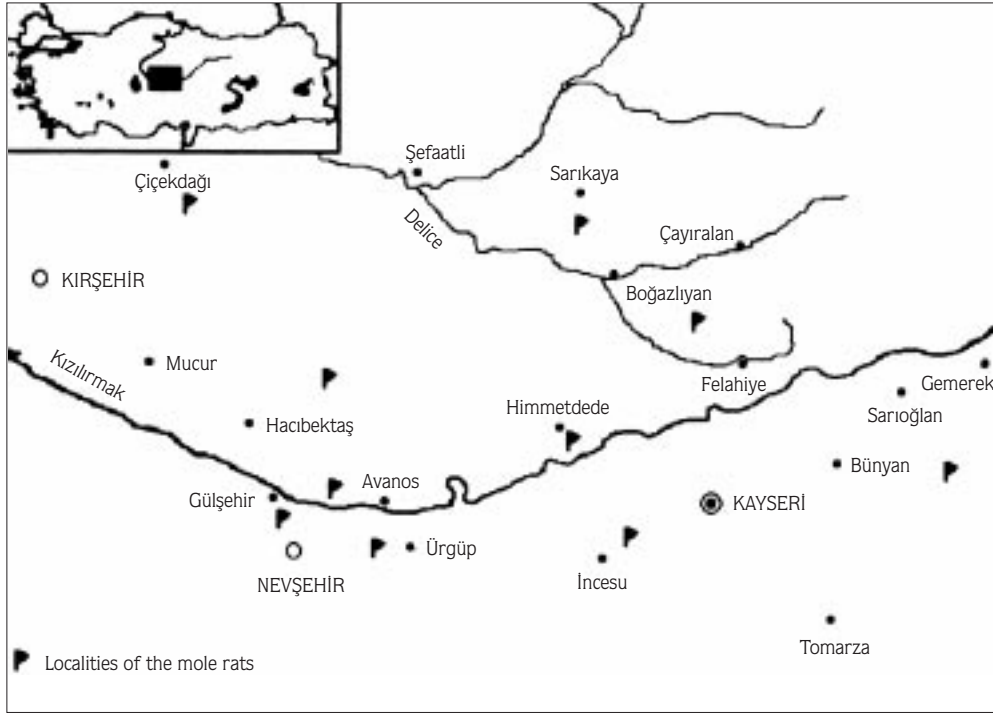 Şefaatli
Çiçekdağı
Sarıkaya
Delice
Çayıralan
KIRŞEHİR
Boğazlıyan
Kızılırmak
Mucur
Felahiye
Gemerek
Sarıoğlan
Himmetdede
Hacıbektaş
Bünyan
Avanos
Gülşehir
KAYSERİ
Ürgüp
NEVŞEHİR
İncesu
Tomarza
Localities of the mole rats